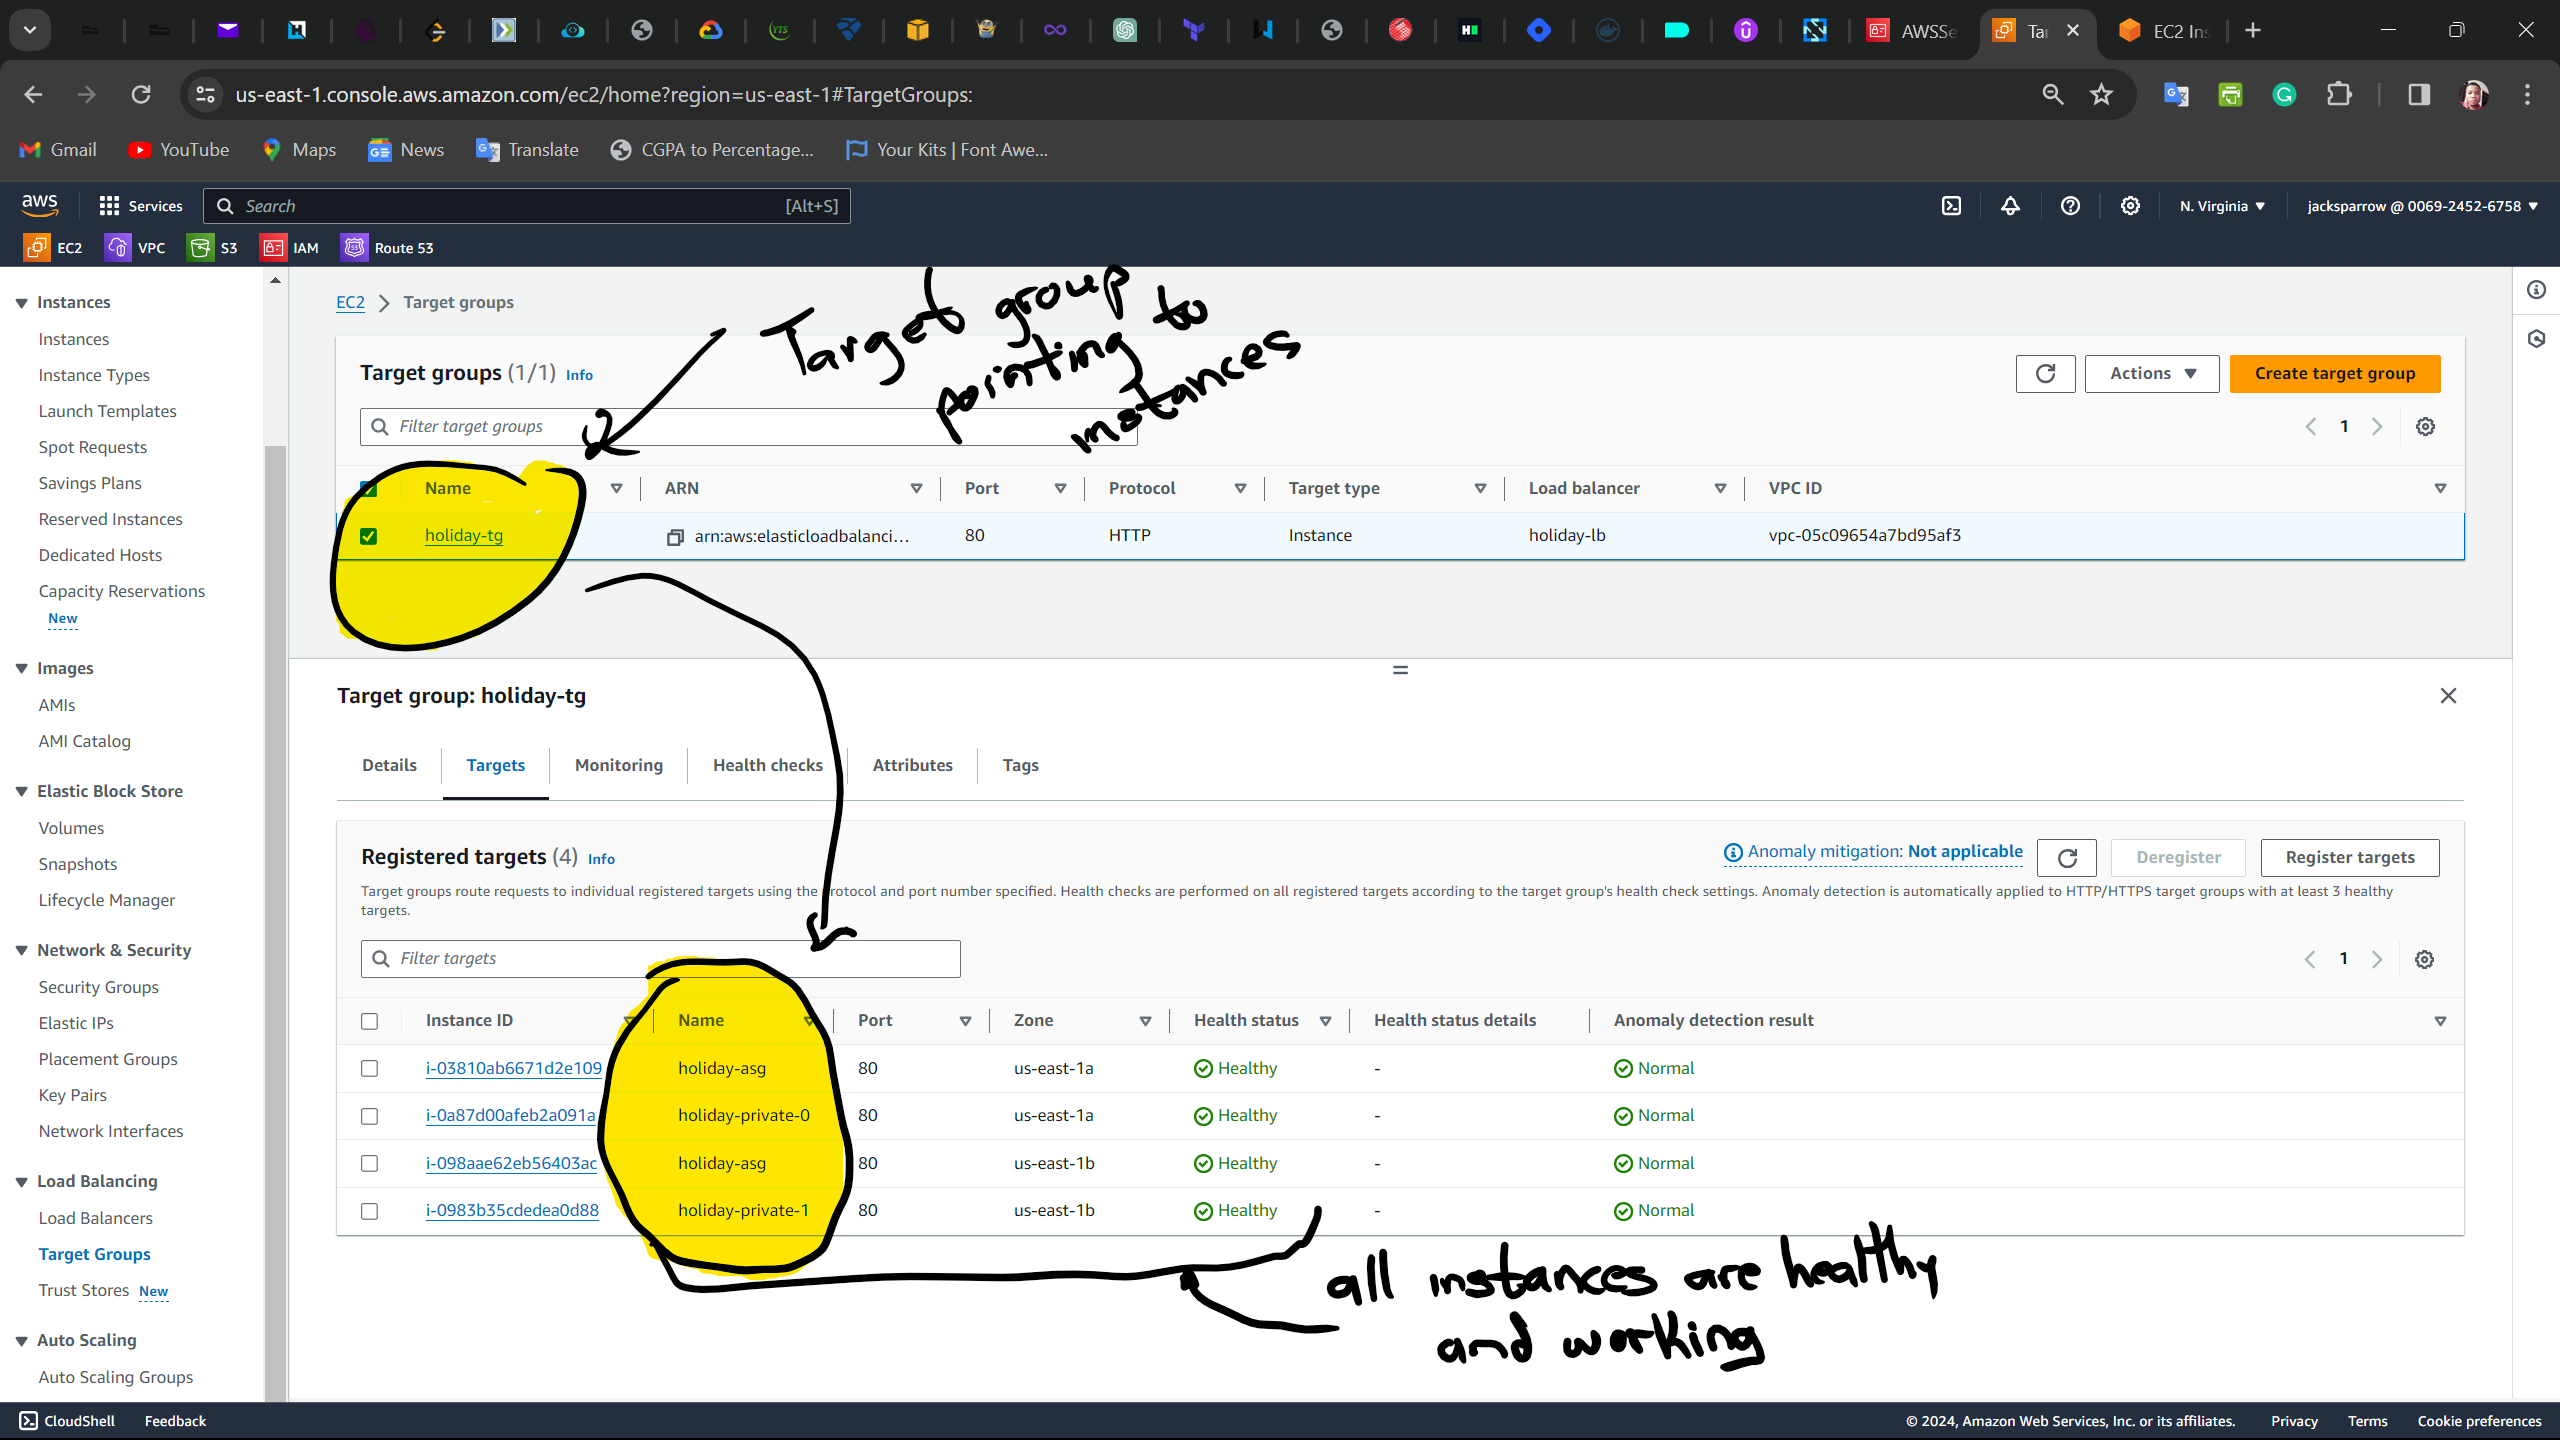 YTS
AWSSe
Tar
EC2 Ins
us-east-1.console.aws.amazon.com/ec2/home?region=us-east-1#TargetGroups:
Gmail
YouTube
Maps
News
Translate
CGPA to Percentage...
Your Kits | Font Awe...
aws
Services
Search
[Alt+S]
N. Virginia
jacksparrow @ 0069-2452-6758
EC2
VPC
S3
IAM
Route 53
Instances
Instances
Instance Types
Launch Templates
Spot Requests
Savings Plans
Reserved Instances
Dedicated Hosts
Capacity Reservations
New
Images
AMIs
AMI Catalog
Elastic Block Store
Volumes
Snapshots
Lifecycle Manager
Network & Security
Security Groups
Elastic IPs
Placement Groups
Key Pairs
Network Interfaces
Load Balancing
Load Balancers
Target Groups
Trust Stores New
Auto Scaling
Auto Scaling Groups
EC2 > Target groups
Target group
pointing to
instances
Target groups (1/1) Info
Actions
Create target group
Filter target groups
1
Name ARN Port Protocol Target type Load balancer VPC ID
holiday-tg arn:aws:elasticloadbalanci... 80 HTTP Instance holiday-lb vpc-05c09654a7bd95af3
Target group: holiday-tg
Details Targets Monitoring Health checks Attributes Tags
Registered targets (4) Info
Anomaly mitigation: Not applicable
Deregister
Register targets
Target groups route requests to individual registered targets using the rotocol and port number specified. Health checks are performed on all registered targets according to the target group's health check settings. Anomaly detection is automatically applied to HTTP/HTTPS target groups with at least 3 healthy
targets.
Filter targets
1
Instance ID Name Port Zone Health status Health status details Anomaly detection result
i-03810ab6671d2e109 holiday-asg 80 us-east-1a Healthy - Normal
i-0a87d00afeb2a091a holiday-private-0 80 us-east-1a Healthy - Normal
i-098aae62eb56403ac holiday-asg 80 us-east-1b Healthy - Normal
i-0983b35cdedea0d88 holiday-private-1 80 us-east-1b Healthy - Normal
all instances are healthy
and working
CloudShell
Feedback
© 2024, Amazon Web Services, Inc. or its affiliates.
Privacy
Terms
Cookie preferences